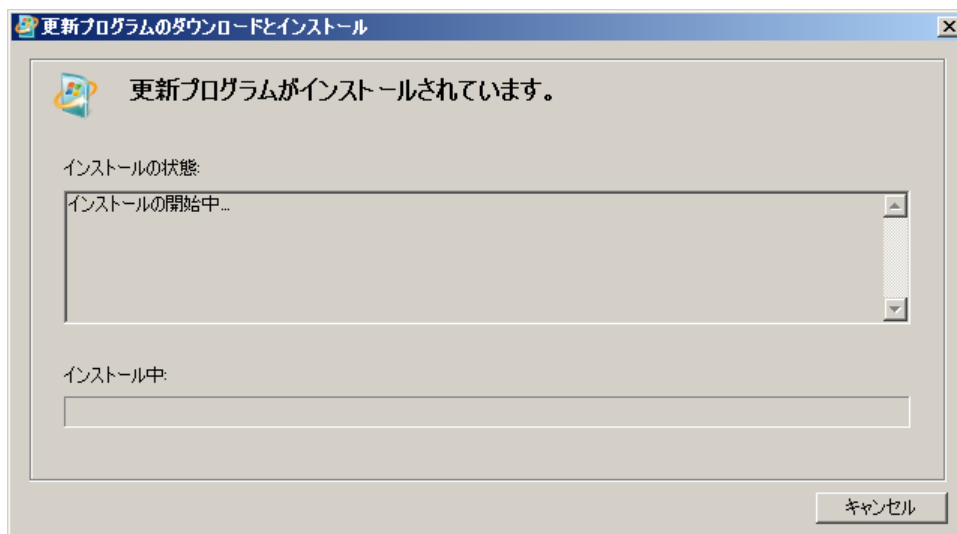 更新プログラムのダウンロードとインストール
更新プログラムがインストールされています。
インストールの状態:
インストールの開始中...
インストール中:
キャンセル